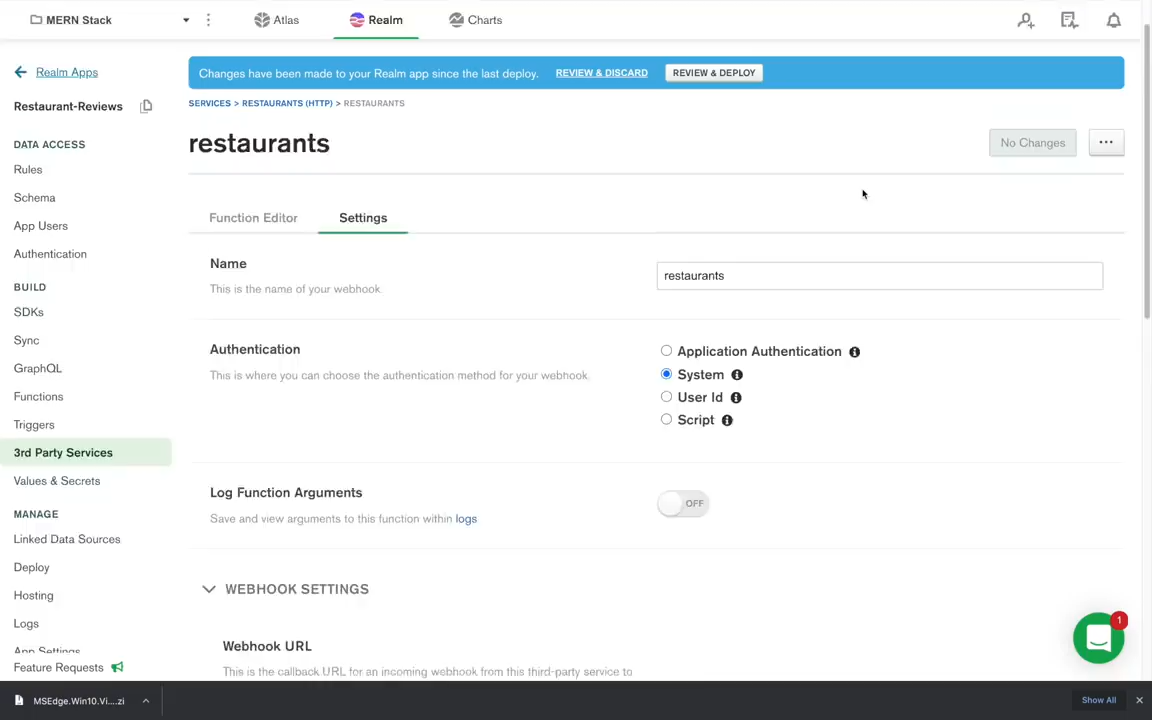 MERN Stack
Atlas
Realm
Charts
Realm Apps
Changes have been made to your Realm app since the last deploy. REVIEW & DISCARD REVIEW & DEPLOY
Restaurant-Reviews
SERVICES > RESTAURANTS (HTTP) > RESTAURANTS
restaurants
No Changes
DATA ACCESS
Rules
Schema
App Users
Authentication
BUILD
SDKs
Sync
GraphQL
Functions
Triggers
3rd Party Services
Values & Secrets
MANAGE
Linked Data Sources
Deploy
Hosting
Logs
App Settings
Feature Requests
Function Editor
Settings
Name
This is the name of your webhook.
restaurants
Authentication
This is where you can choose the authentication method for your webhook.
Application Authentication
System
User Id
Script
Log Function Arguments
Save and view arguments to this function within logs
OFF
WEBHOOK SETTINGS
Webhook URL
This is the callback URL for an incoming webhook from this third-party service to
1
MSEdge.Win10.Vi....zi
Show All